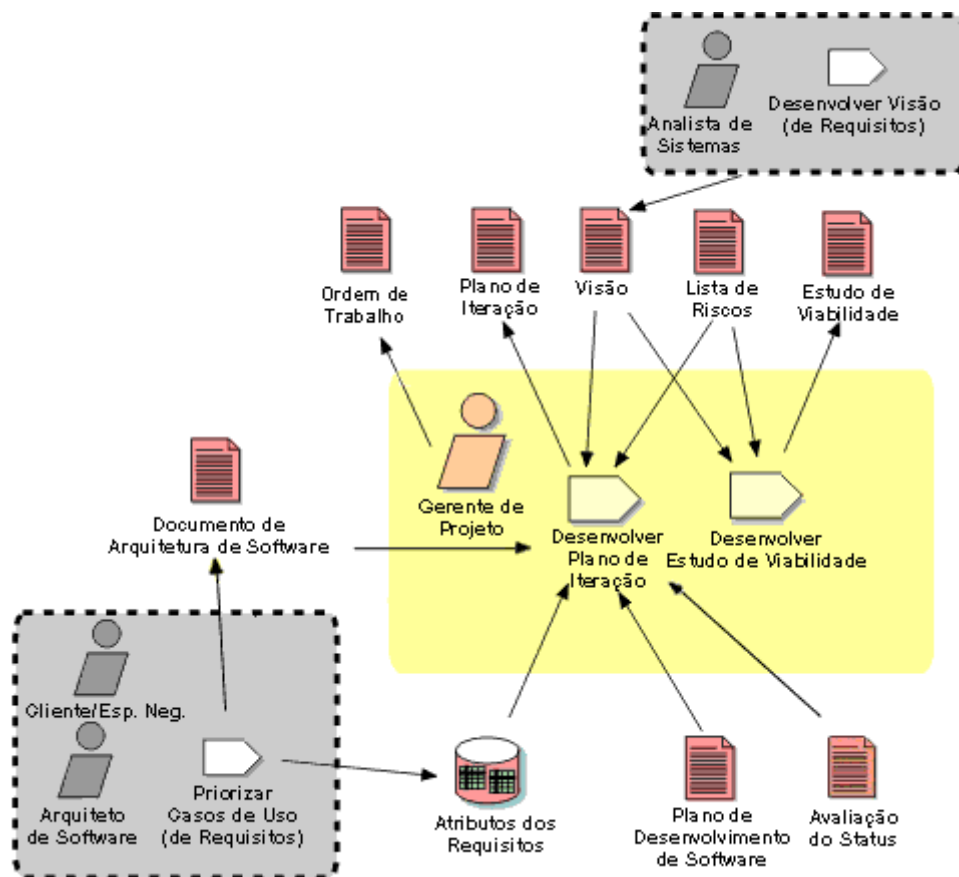 Analista de
Sistemas
Desenvolver Visão
(de Requisitos)
Ordem de
Trabalho
Plano de
Iteração
Visão
Lista de
Riscos
Estudo de
Viabilidade
Gerente de
Projeto
Desenvolver
Plano de
Iteração
Desenvolver
Estudo de Viabilidade
Documento de
Arquitetura de Software
Cliente/Esp. Neg.
Arquiteto
de Software
Priorizar
Casos de Uso
(de Requisitos)
Atributos dos
Requisitos
Plano de
Desenvolvimento
de Software
Avaliação
do Status